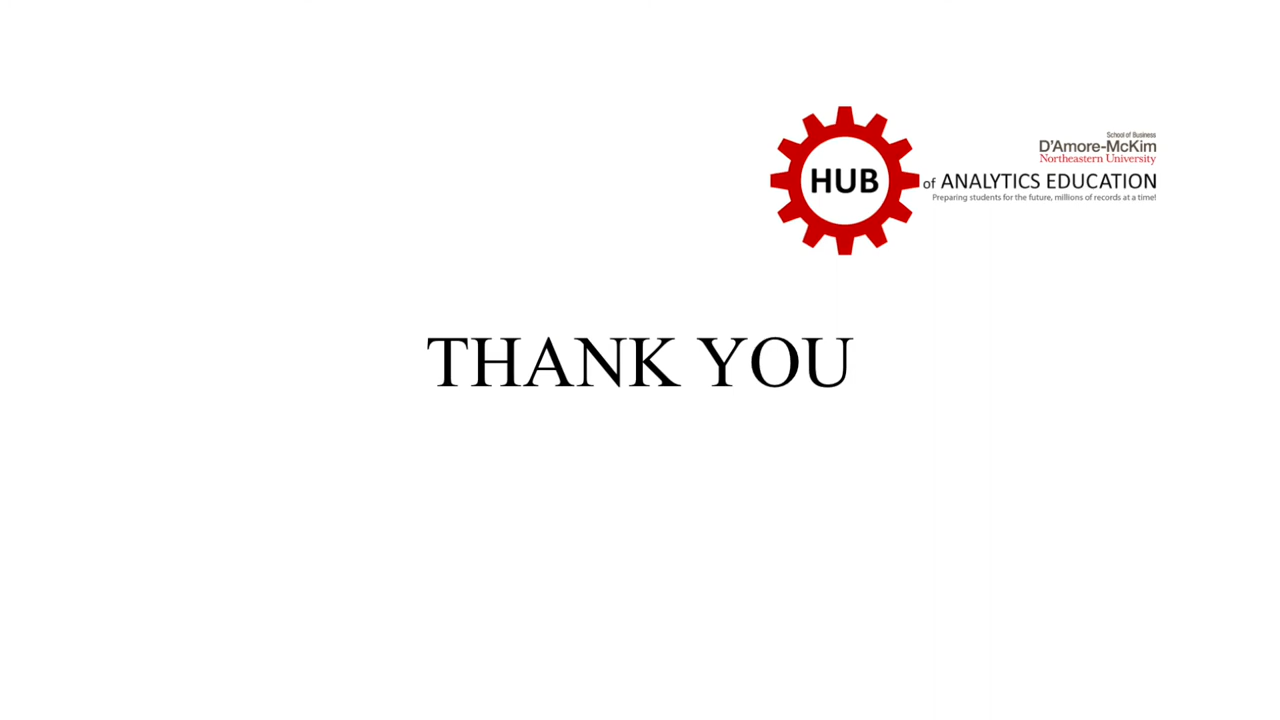 School of Business
D'Amore-McKim
Northeastern University
HUB of ANALYTICS EDUCATION
Preparing students for the future, millions of records at a time!
THANK YOU